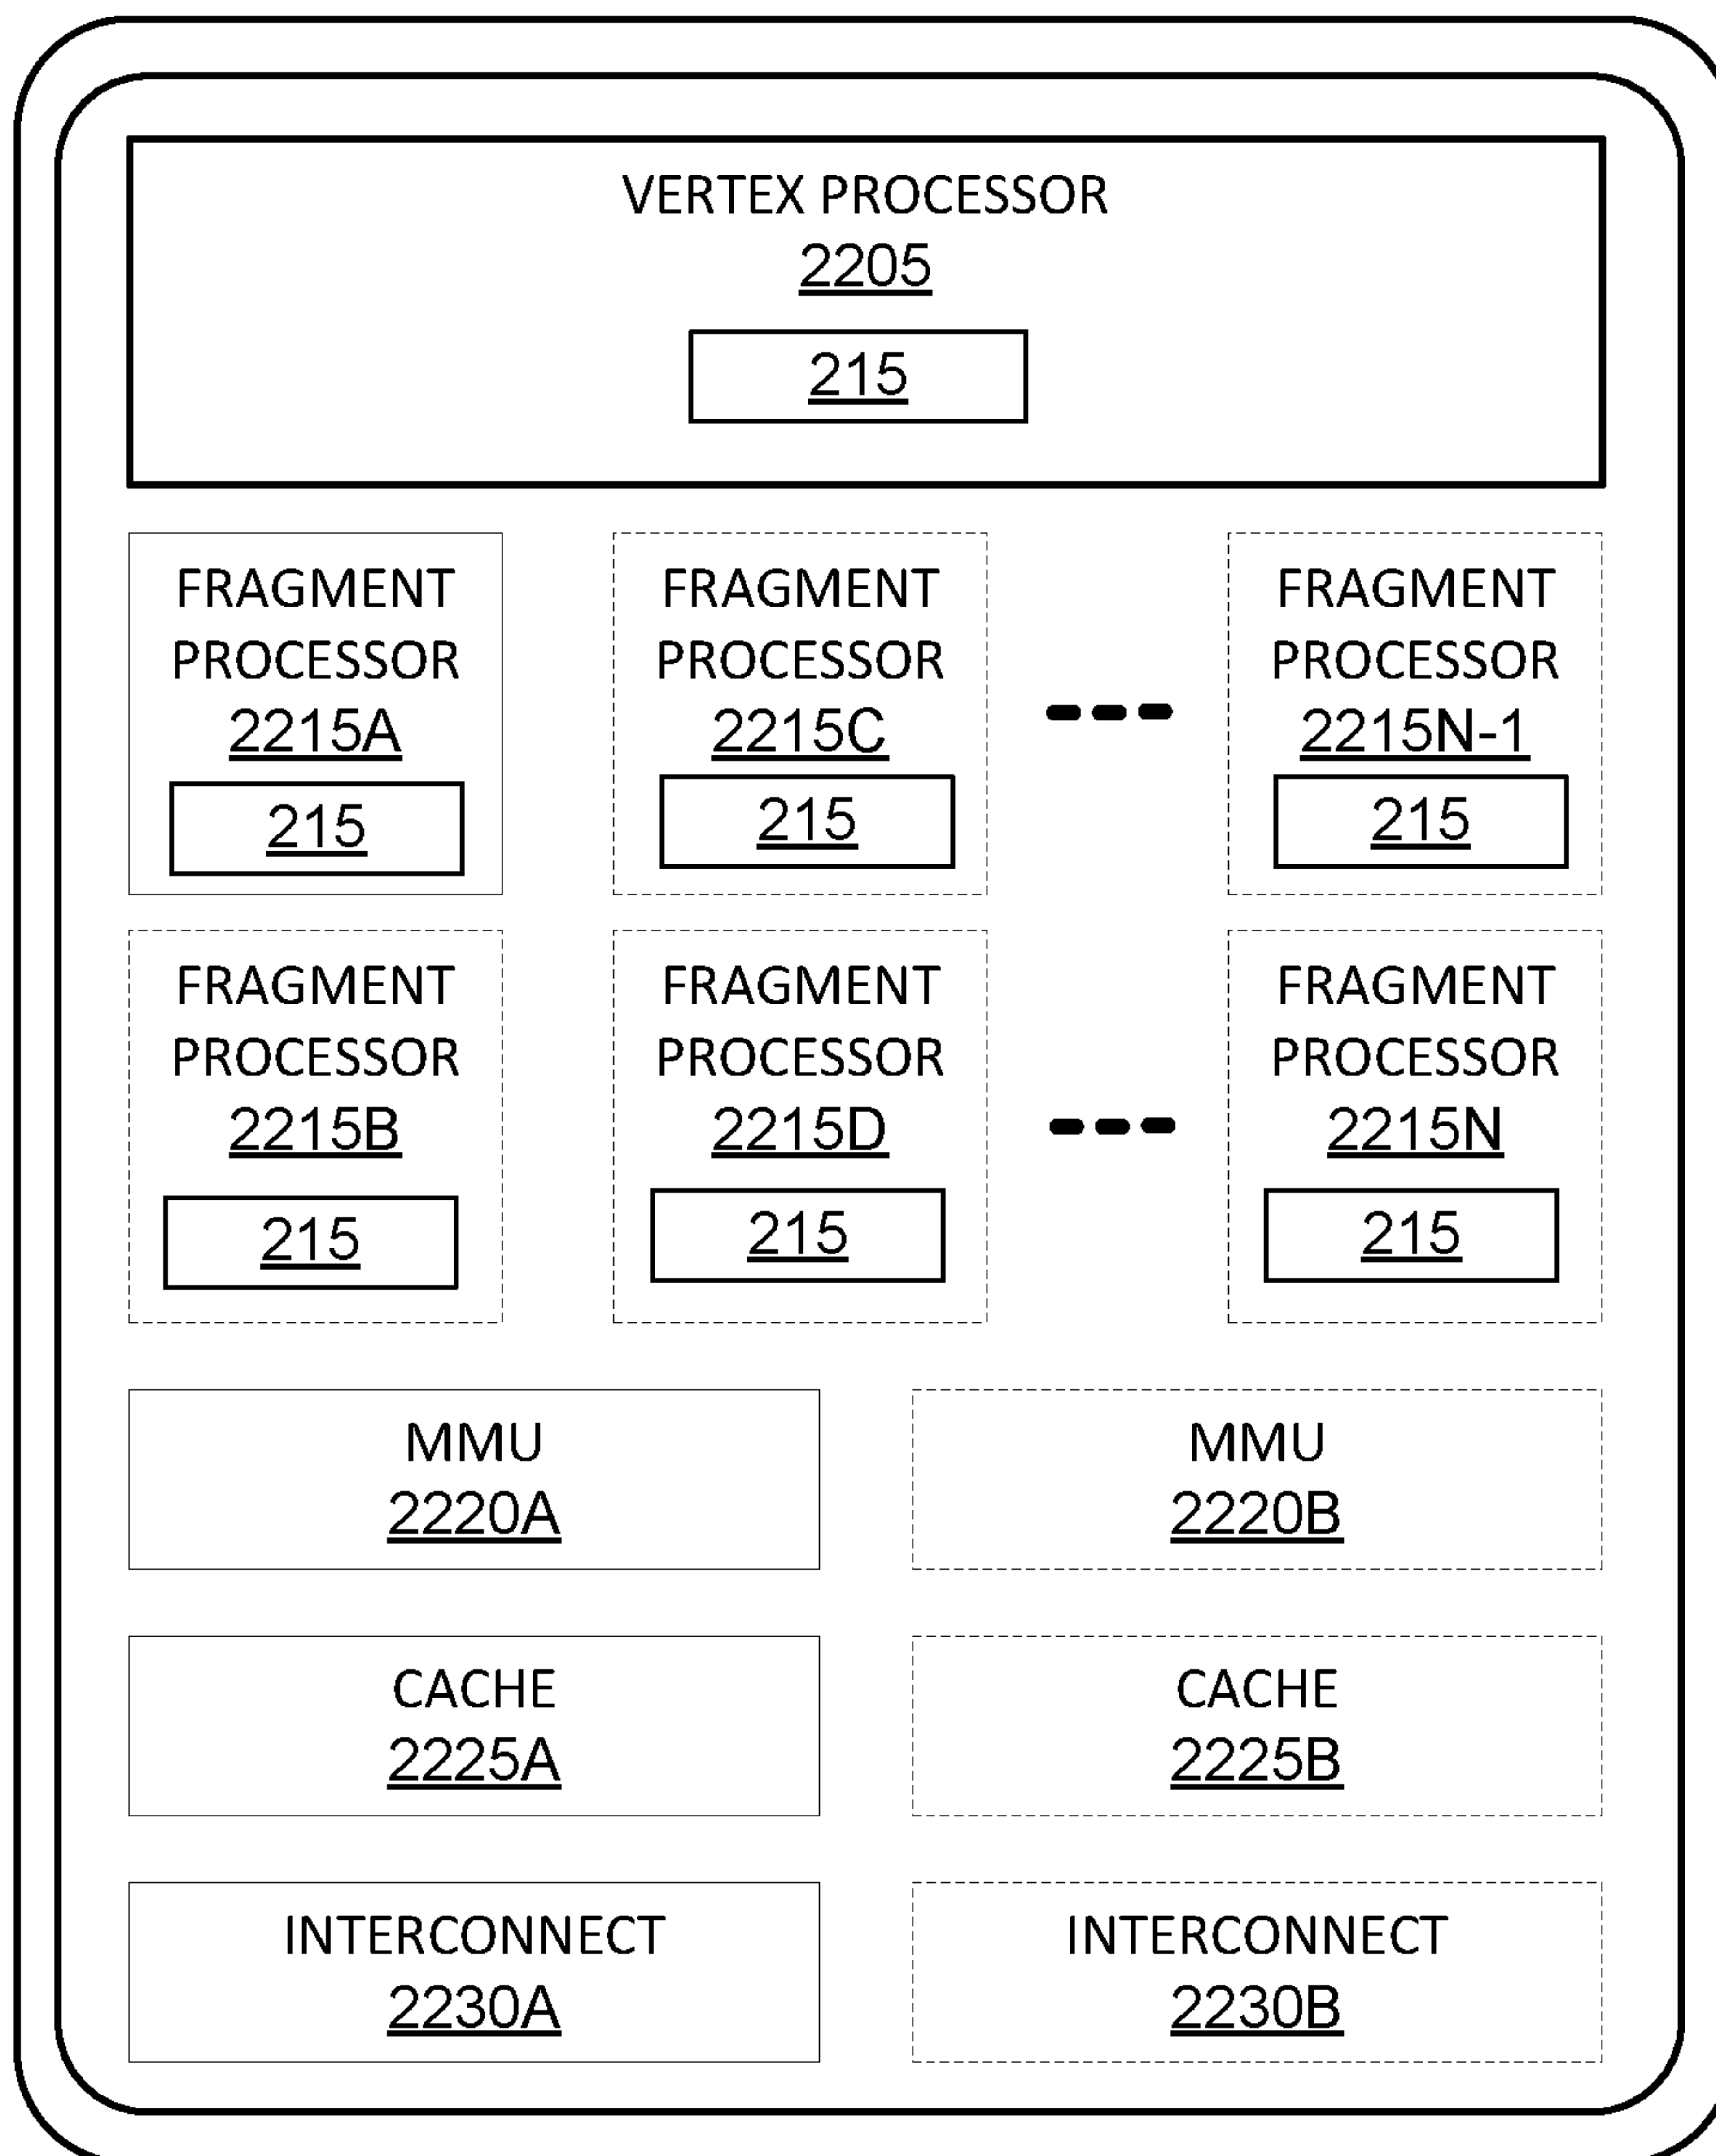 VERTEX PROCESSOR
2205
215
FRAGMENT
PROCESSOR
2215A
215
FRAGMENT
PROCESSOR
2215C
215
FRAGMENT
PROCESSOR
2215N-1
215
FRAGMENT
PROCESSOR
2215B
215
FRAGMENT
PROCESSOR
2215D
215
FRAGMENT
PROCESSOR
2215N
215
MMU
2220A
MMU
2220B
CACHE
2225A
CACHE
2225B
INTERCONNECT
2230A
INTERCONNECT
2230B